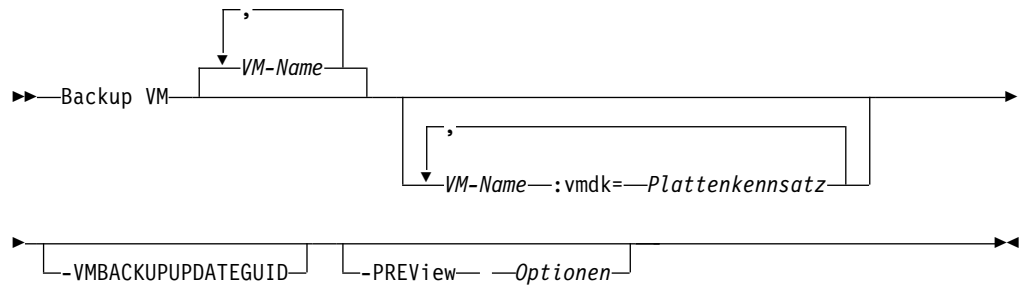 ,
VM-Name
Backup VM
,
VM-Name :vmdk= Plattenkennsatz
-VMBACKUPUPDATEGUID -PREView Optionen